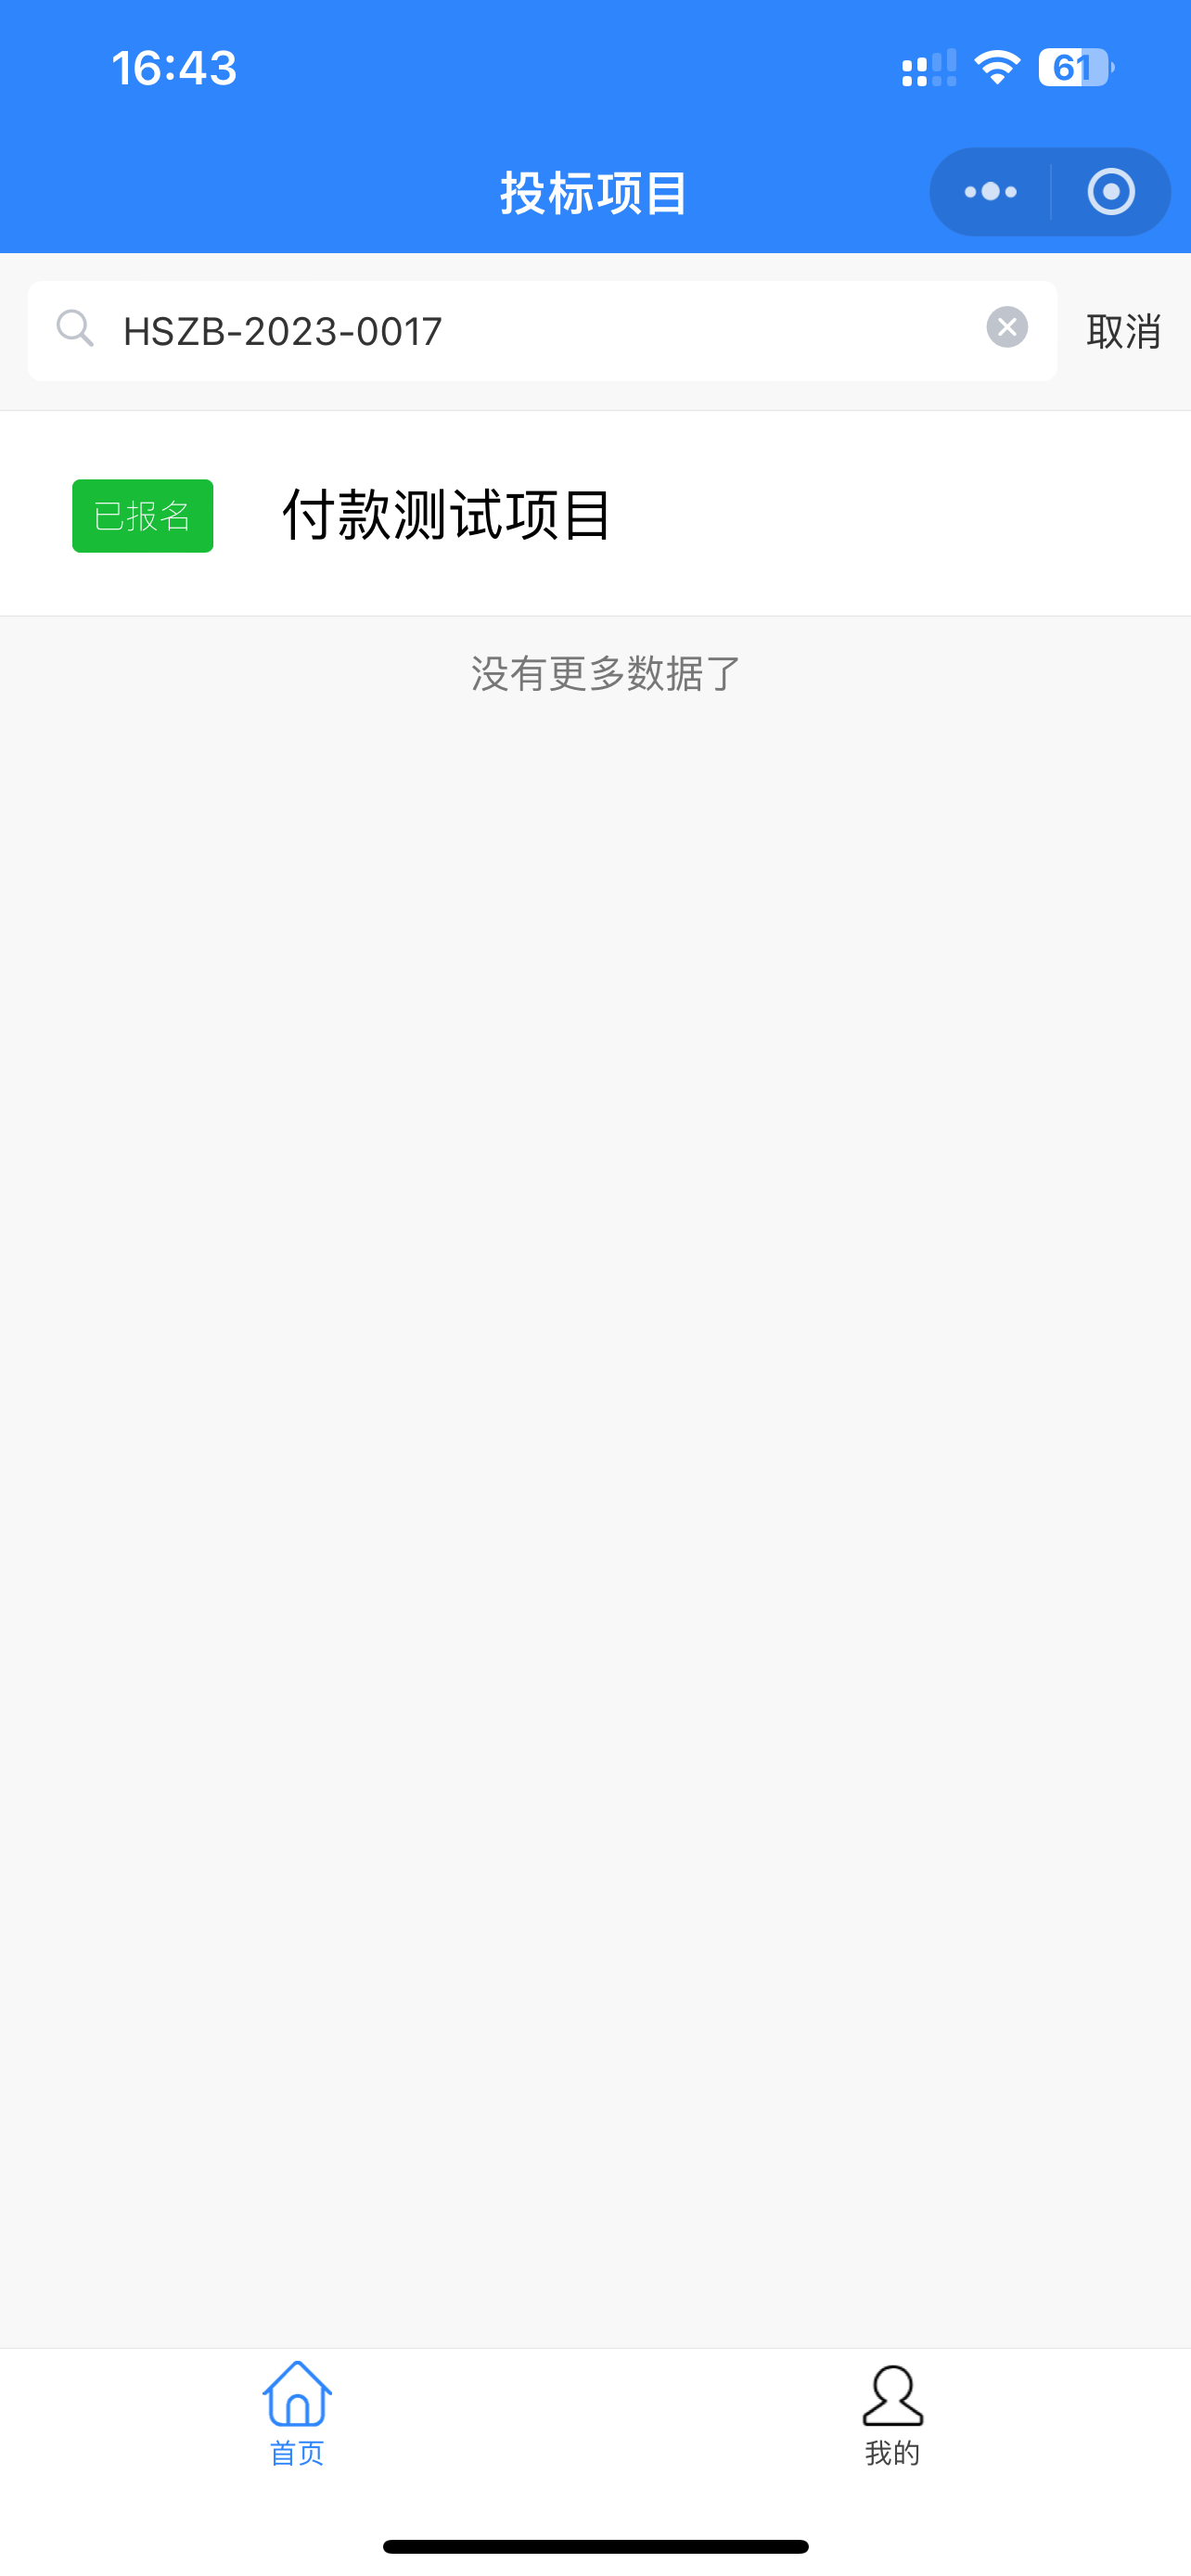 16:43
61
投标项目
HSZB-2023-0017
取消
已报名
付款测试项目
没有更多数据了
首页
我的